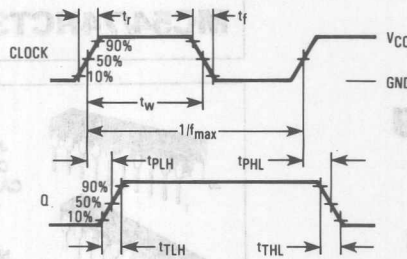 tr
tf
CLOCK
90%
50%
10%
VCC
GND
tw
1/fmax
tPLH
tPHL
Q
90%
50%
10%
tTLH
tTHL